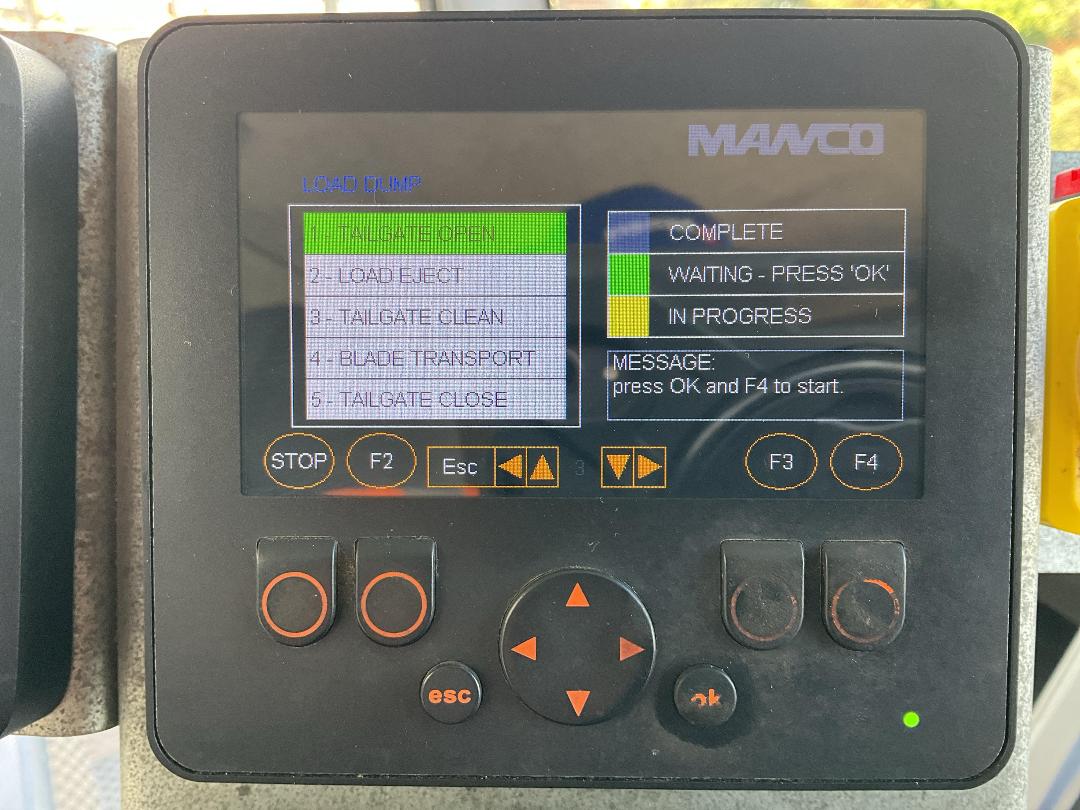 MANCO
LOAD DUMP
1 - TAILGATE OPEN
2 - LOAD EJECT
3 - TAILGATE CLEAN
4 - BLADE TRANSPORT
5 - TAILGATE CLOSE
COMPLETE
WAITING - PRESS 'OK'
IN PROGRESS
MESSAGE:
press OK and F4 to start.
STOP F2 Esc 3 F3 F4
esc
ok